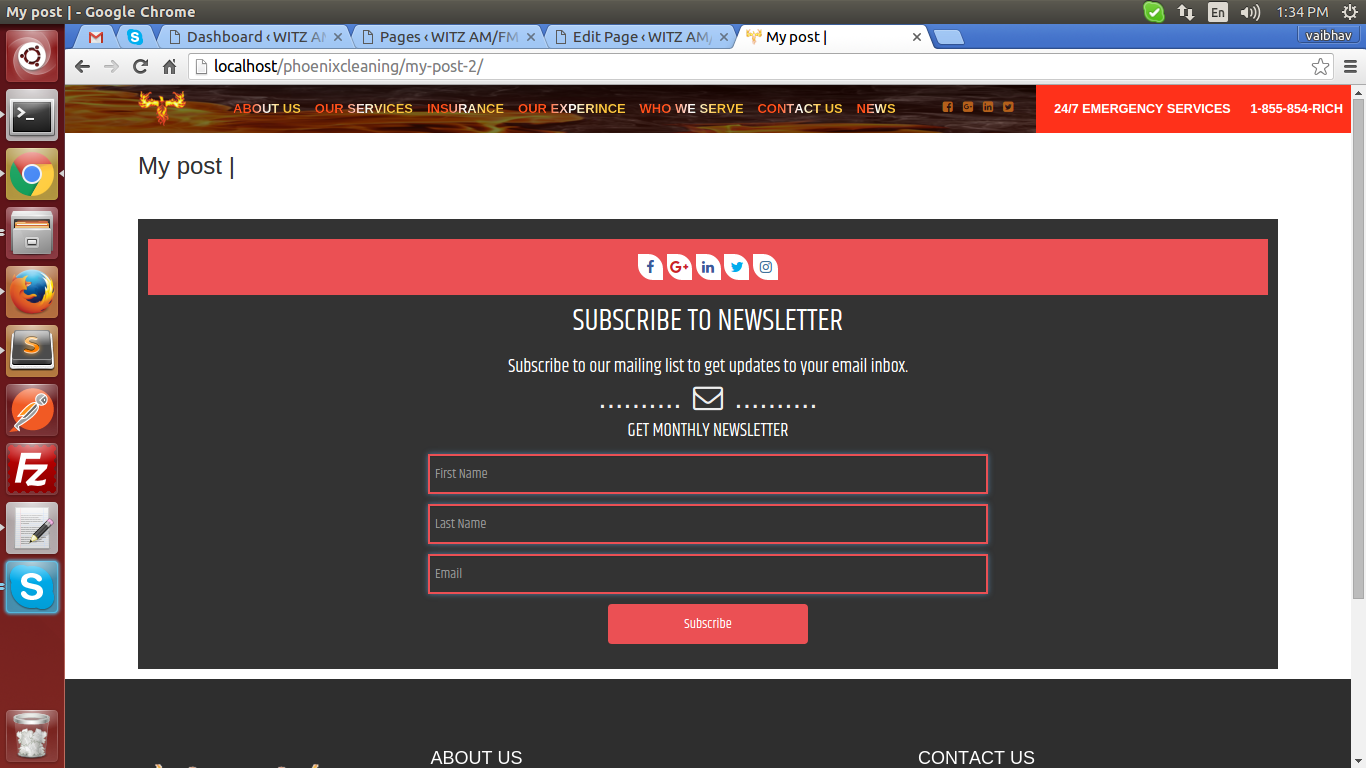 My post | - Google Chrome
En
1:34 PM
Dashboard ‹ WITZ AM
Pages ‹ WITZ AM/FM
Edit Page ‹ WITZ AM/
My post |
vaibhav
localhost/phoenixcleaning/my-post-2/
ABOUT US OUR SERVICES INSURANCE OUR EXPERINCE WHO WE SERVE CONTACT US NEWS
24/7 EMERGENCY SERVICES 1-855-854-RICH
My post |
SUBSCRIBE TO NEWSLETTER
Subscribe to our mailing list to get updates to your email inbox.
GET MONTHLY NEWSLETTER
First Name
Last Name
Email
Subscribe
ABOUT US
CONTACT US